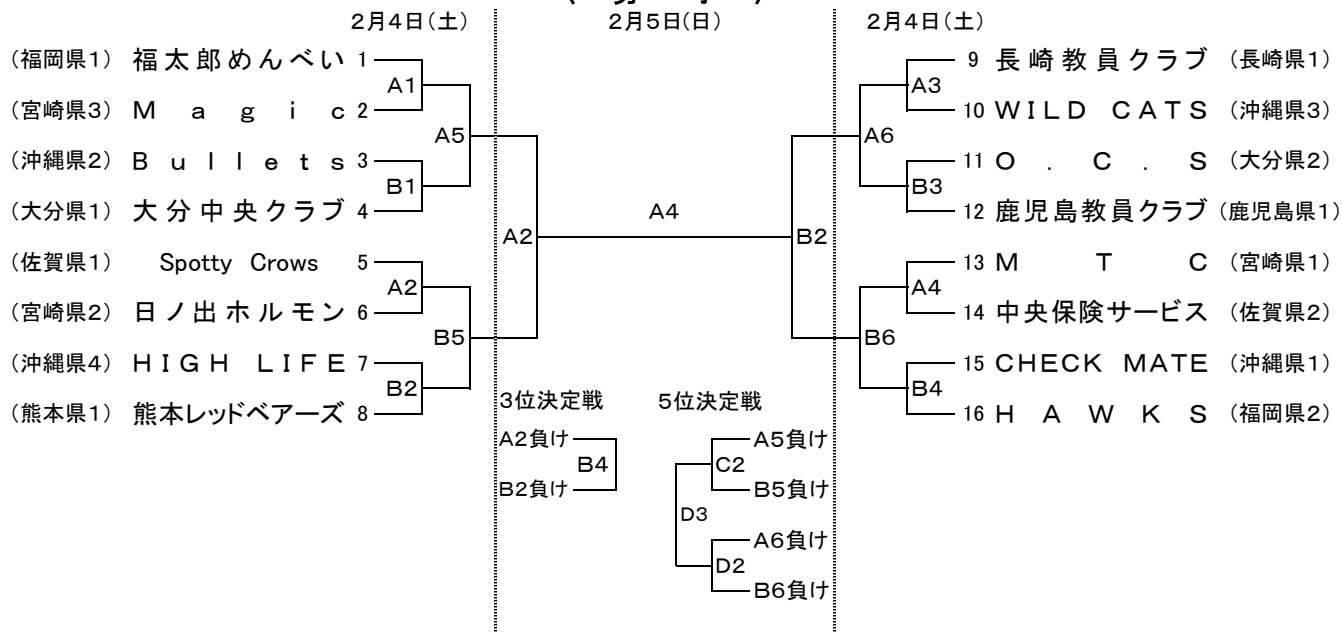 2月4日(土) 2月5日(日) 2月4日(土)
(福岡県1) 福太郎めんべい 1
A1
(宮崎県3) Magic 2
A5
(沖縄県2) Bullets 3
B1
(大分県1) 大分中央クラブ 4
A2
(佐賀県1) Spotty Crows 5
A2
(宮崎県2) 日ノ出ホルモン 6
B5
(沖縄県4) HIGH LIFE 7
B2
(熊本県1) 熊本レッドベアーズ 8
A4
9 長崎教員クラブ (長崎県1)
A3
10 WILD CATS (沖縄県3)
A6
11 O.C.S (大分県2)
B3
12 鹿児島教員クラブ (鹿児島県1)
B2
13 MTC (宮崎県1)
A4
14 中央保険サービス (佐賀県2)
B6
15 CHECK MATE (沖縄県1)
B4
16 HAWKS (福岡県2)
3位決定戦
A2負け
B4
B2負け
5位決定戦
A5負け
C2
B5負け
D3
A6負け
D2
B6負け